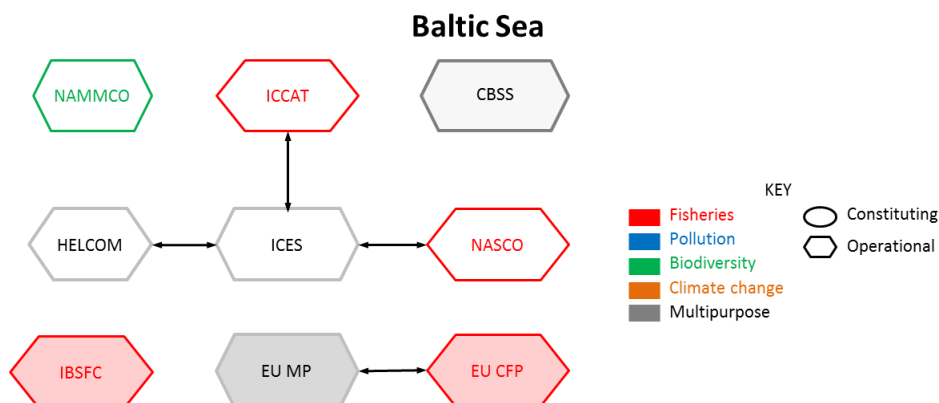 Baltic Sea
NAMMCO
ICCAT
CBSS
HELCOM
ICES
NASCO
IBSFC
EU MP
EU CFP
KEY
Fisheries
Pollution
Biodiversity
Climate change
Multipurpose
Constituting
Operational